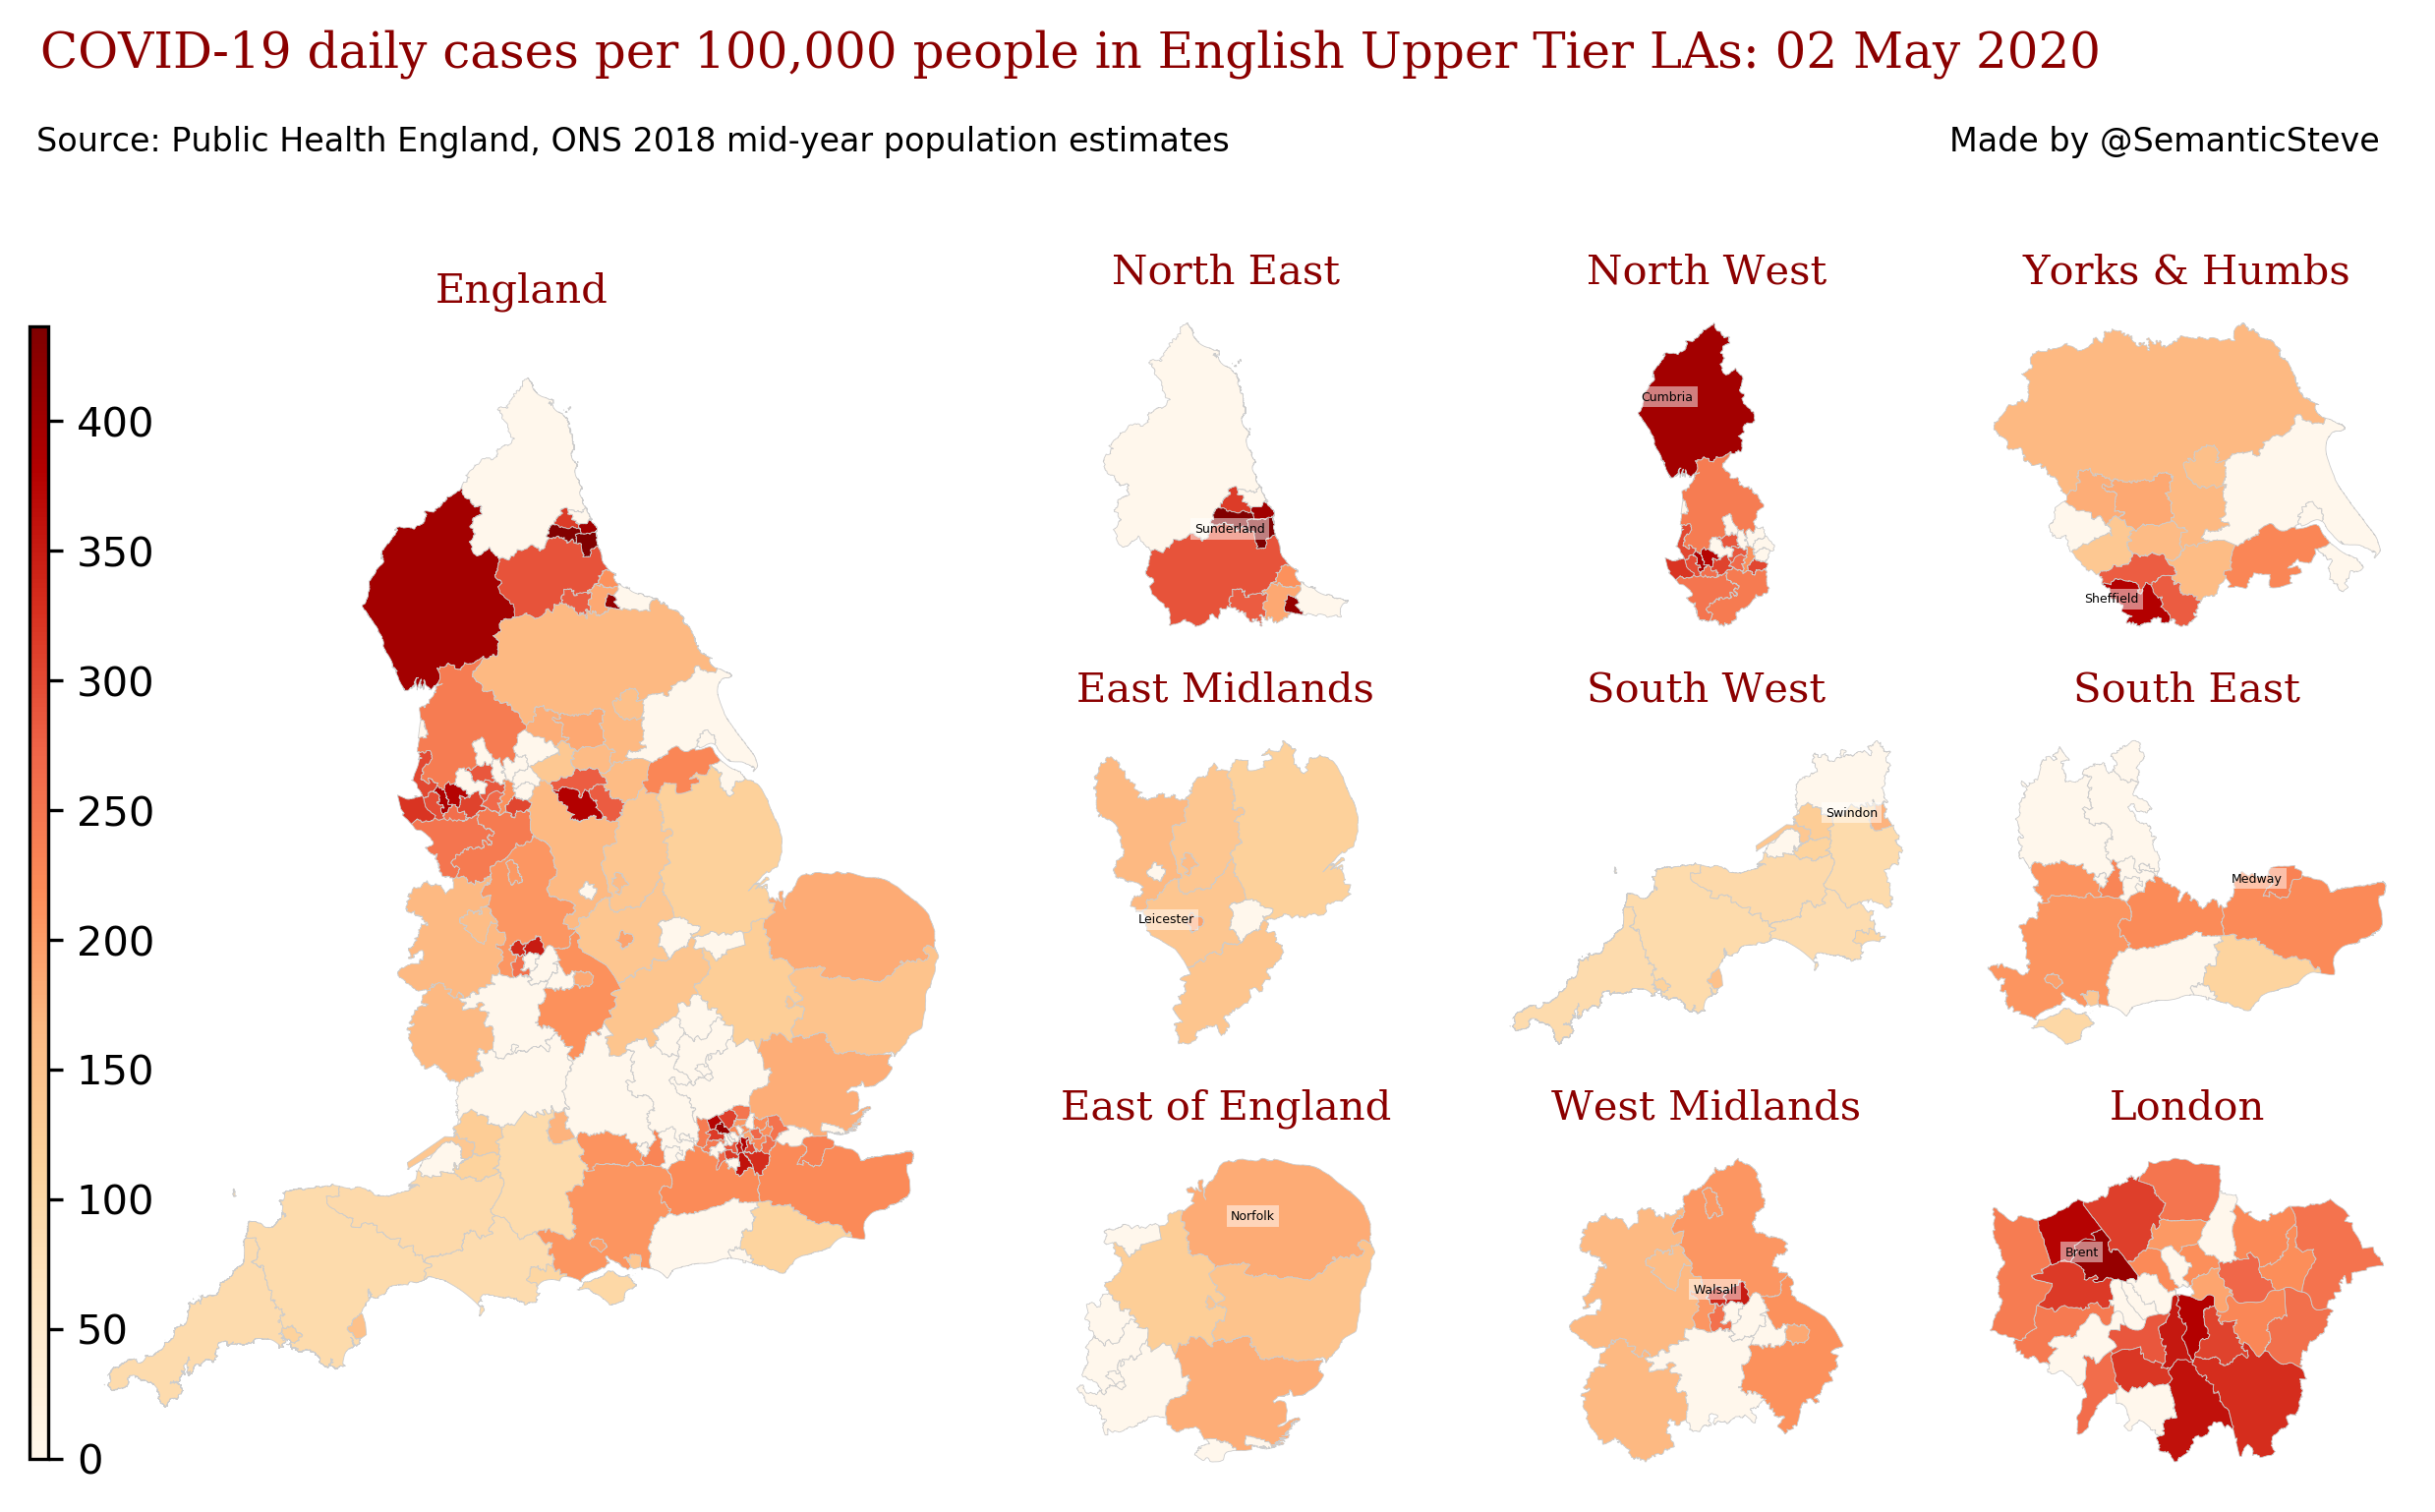 COVID-19 daily cases per 100,000 people in English Upper Tier LAs: 02 May 2020
Source: Public Health England, ONS 2018 mid-year population estimates
Made by @SemanticSteve
England
North East
North West
Yorks & Humbs
400
350
300
250
200
150
100
50
0
Sunderland
Cumbria
Sheffield
East Midlands
South West
South East
Leicester
Swindon
Medway
East of England
West Midlands
London
Norfolk
Walsall
Brent